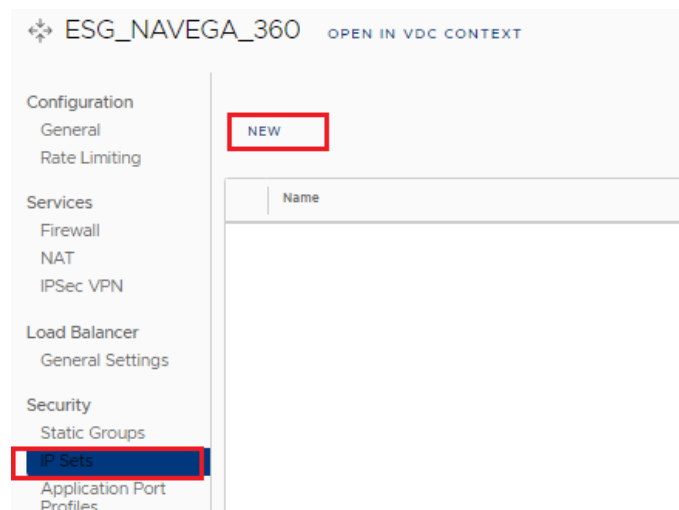 ESG_NAVEGA_360 OPEN IN VDC CONTEXT
Configuration
General
Rate Limiting
Services
Firewall
NAT
IPSec VPN
Load Balancer
General Settings
Security
Static Groups
IP Sets
Application Port
Profiles
NEW
Name